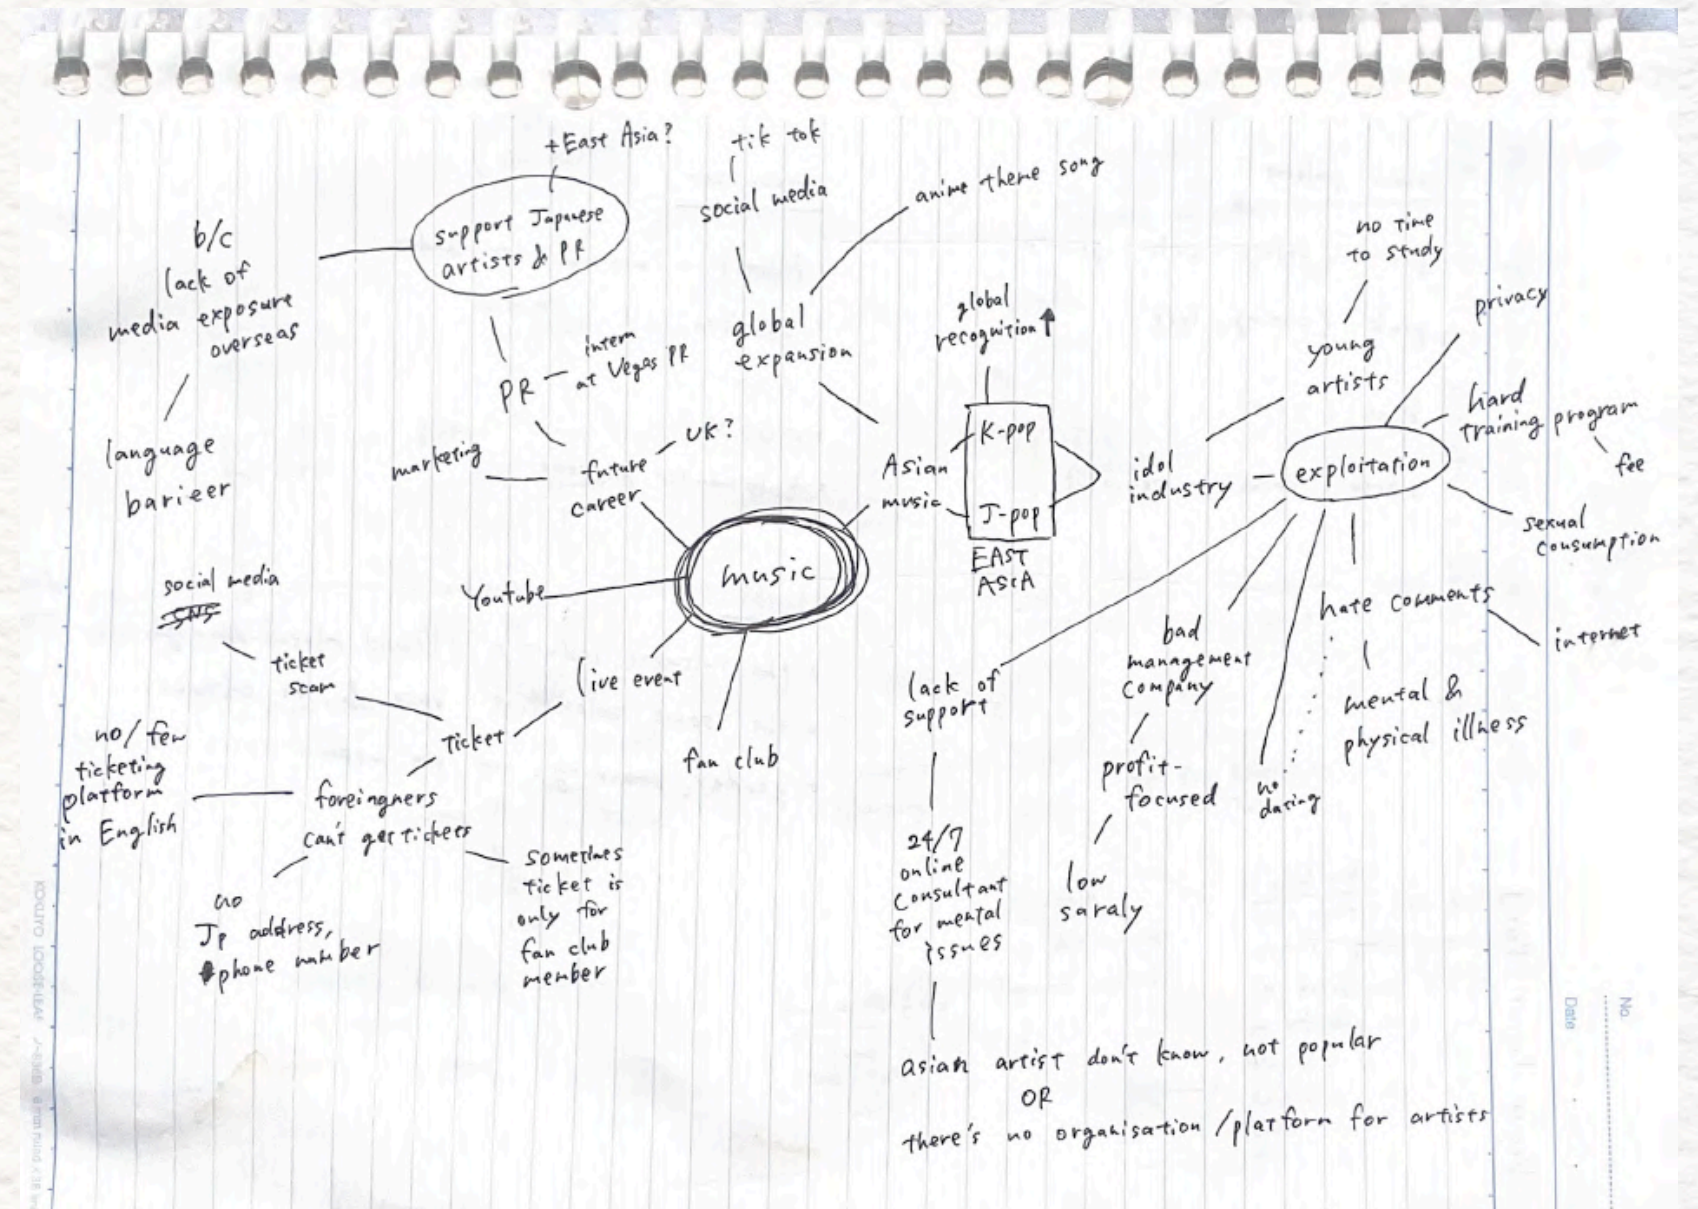 +East Asia?
support Japanese
artists & PR
b/c
lack of
media exposure
overseas
language
barieer
PR
intern
at Vegas PR
marketing
future
career
UK?
tik tok
social media
anime theme song
global
expansion
global
recognition ↑
Asian
music
K-pop
J-pop
EAST
ASIA
idol
industry
no time
to study
young
artists
privacy
hard
training program
fee
exploitation
sexual
consumption
hate comments
internet
mental &
physical illness
no
dating
bad
management
company
profit-
focused
low
saraly
lack of
support
24/7
online
consultant
for mental
issues
asian artist don't know, not popular
OR
there's no organisation/platform for artists
music
Youtube
live event
fan club
Ticket
social media
SNS
ticket
scam
no/few
ticketing
platform
in English
foreingners
can't get tickets
no
Jp address,
phone number
sometimes
ticket is
only for
fan club
member
No.
Date